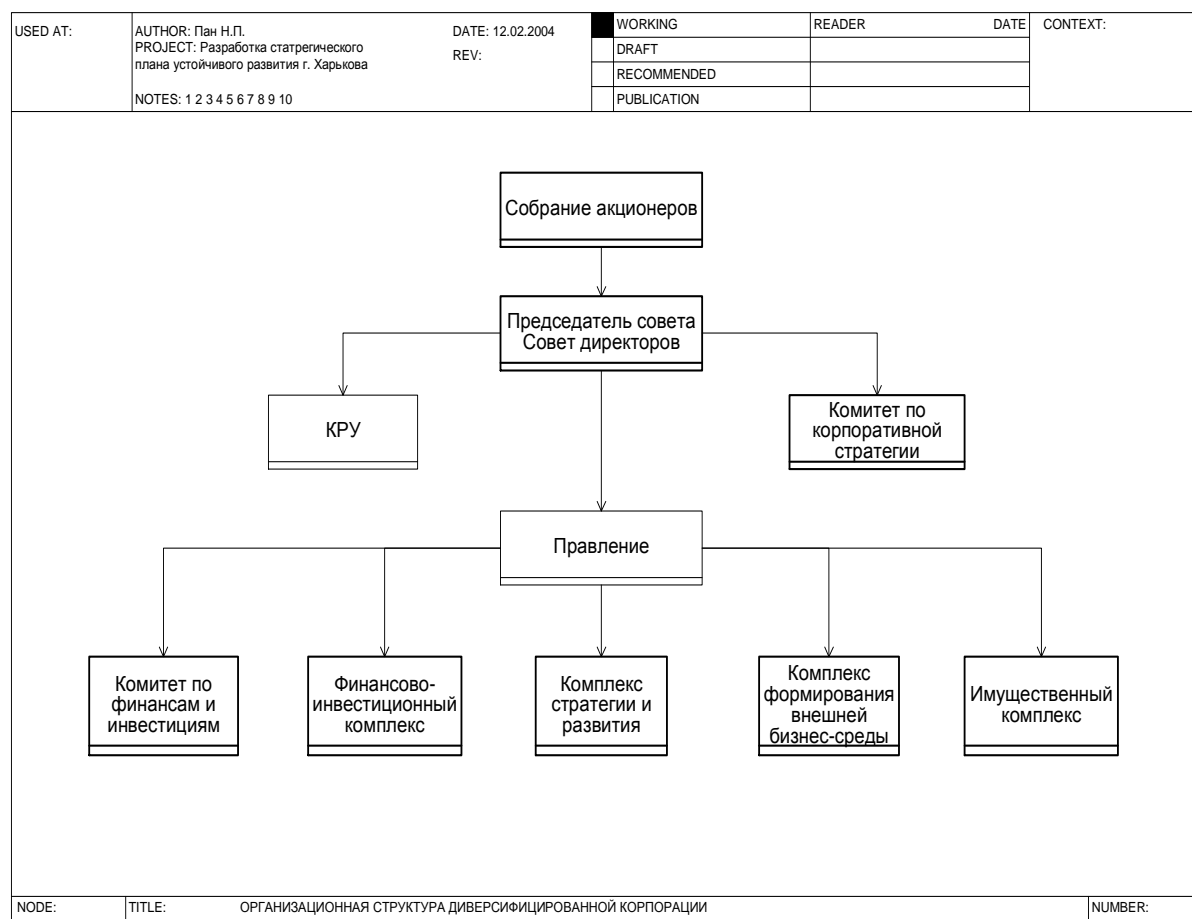 USED AT:
AUTHOR: Пан Н.П.
DATE: 12.02.2004
PROJECT: Разработка статрегического
плана устойчивого развития г. Харькова
REV:
NOTES: 1 2 3 4 5 6 7 8 9 10
WORKING
DRAFT
RECOMMENDED
PUBLICATION
READER
DATE
CONTEXT:
Собрание акционеров
Председатель совета
Совет директоров
КРУ
Комитет по
корпоративной
стратегии
Правление
Комитет по
финансам и
инвестициям
Финансово-
инвестиционный
комплекс
Комплекс
стратегии и
развития
Комплекс
формирования
внешней
бизнес-среды
Имущественный
комплекс
NODE:
TITLE:
ОРГАНИЗАЦИОННАЯ СТРУКТУРА ДИВЕРСИФИЦИРОВАННОЙ КОРПОРАЦИИ
NUMBER: